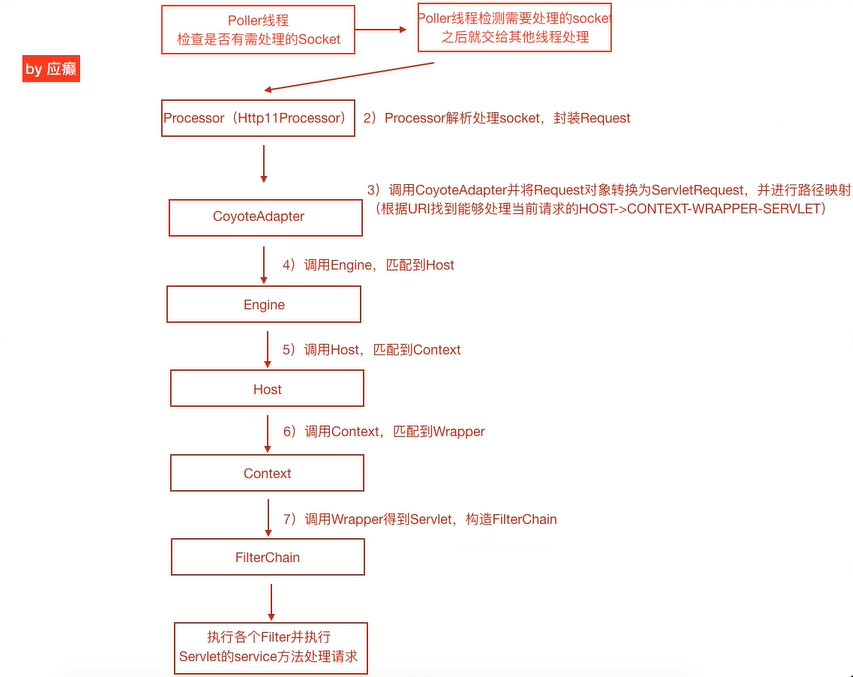 Poller线程
检查是否有需处理的Socket
Poller线程检测需要处理的socket
之后就交给其他线程处理
by 应癫
Processor（Http11Processor）
2）Processor解析处理socket，封装Request
3）调用CoyoteAdapter并将Request对象转换为ServletRequest，并进行路径映射
（根据URI找到能够处理当前请求的HOST->CONTEXT-WRAPPER-SERVLET）
CoyoteAdapter
4）调用Engine，匹配到Host
Engine
5）调用Host，匹配到Context
Host
6）调用Context，匹配到Wrapper
Context
7）调用Wrapper得到Servlet，构造FilterChain
FilterChain
执行各个Filter并执行
Servlet的service方法处理请求